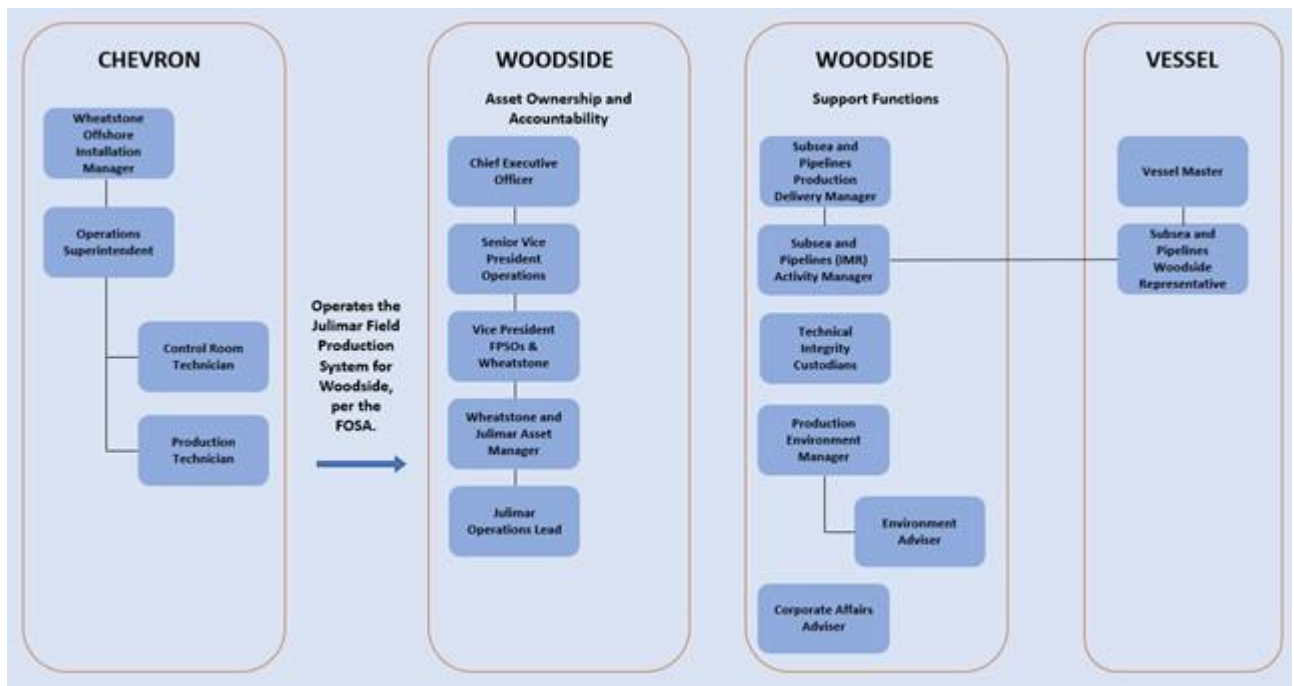 CHEVRON
Wheatstone
Offshore
Installation
Manager
Operations
Superintendent
Control Room
Technician
Production
Technician
Operates the
Julimar Field
Production
System for
Woodside,
per the
FOSA.
WOODSIDE
Asset Ownership and
Accountability
Chief Executive
Officer
Senior Vice
President
Operations
Vice President
FPSOs &
Wheatstone
Wheatstone and
Julimar Asset
Manager
Julimar
Operations Lead
WOODSIDE
Support Functions
Subsea and
Pipelines
Production
Delivery Manager
Subsea and
Pipelines (IMR)
Activity Manager
Technical
Integrity
Custodians
Production
Environment
Manager
Environment
Adviser
Corporate Affairs
Adviser
VESSEL
Vessel Master
Subsea and
Pipelines
Woodside
Representative